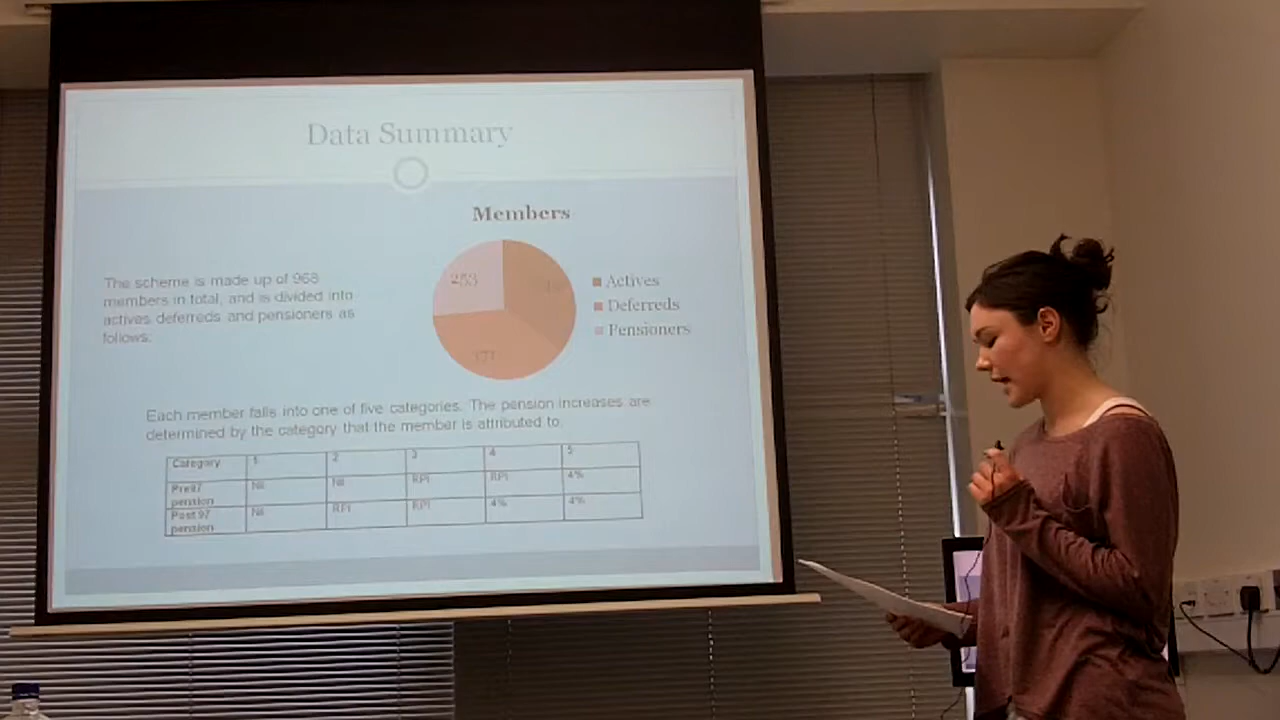 Data Summary
Members
The scheme is made up of 968
members in total, and is divided into
actives deferreds and pensioners as
follows:
253
Actives
Deferreds
Pensioners
Each member falls into one of five categories. The pension increases are
determined by the category that the member is attributed to.
Category 1 2 3 4 5
Pre97 pension Nil Nil RPI RPI 4%
Post 97 pension Nil RPI RPI 4% 4%